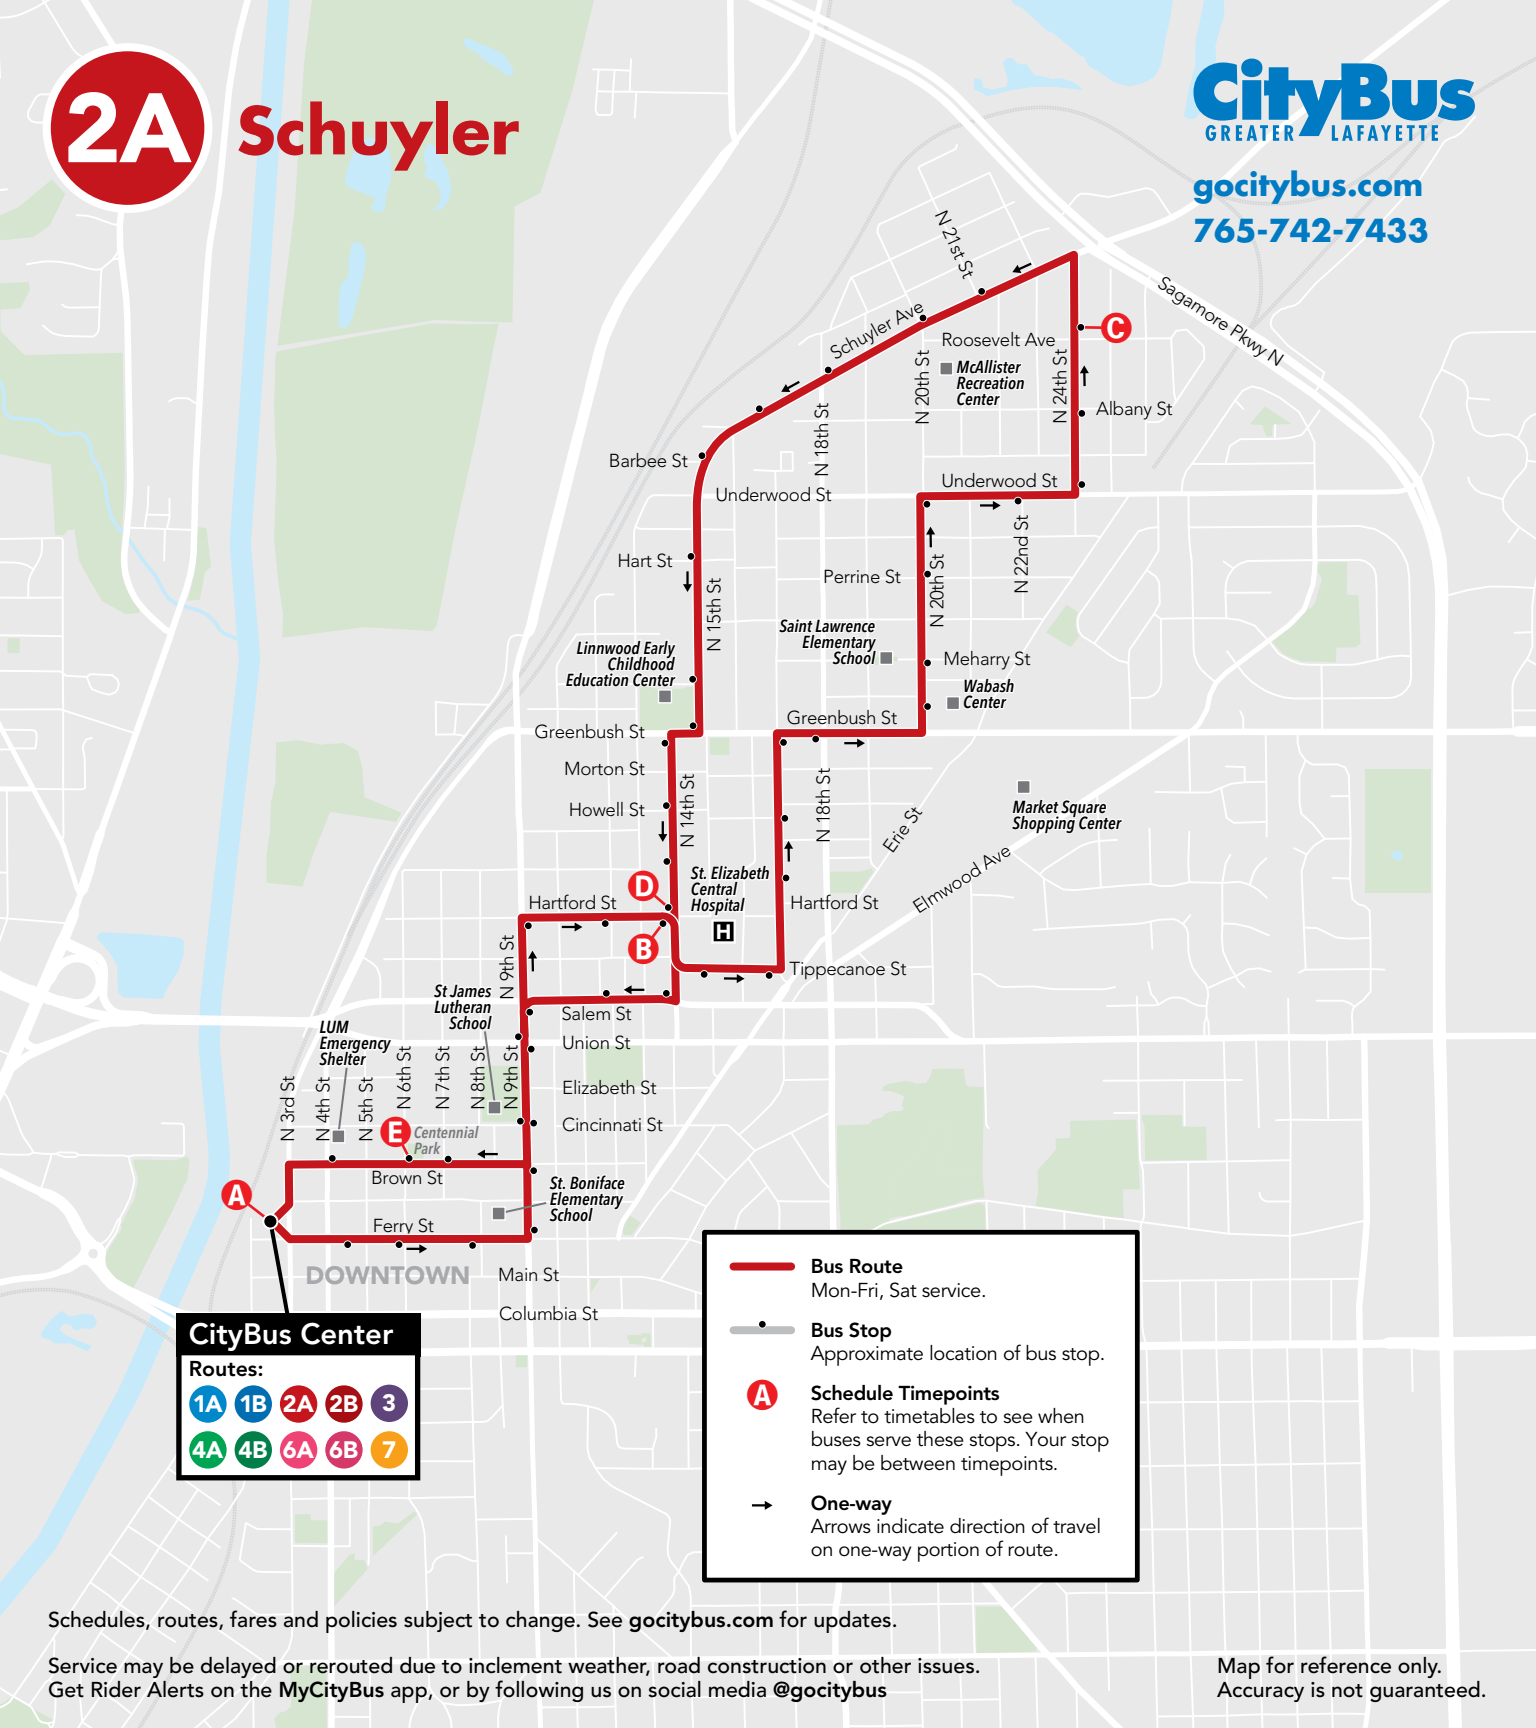 2A
Schuyler
CityBus
GREATER LAFAYETTE
gocitybus.com
765-742-7433
N 21st St
Sagamore Pkwy N
Schuyler Ave
Roosevelt Ave
C
McAllister
Recreation
Center
N 20th St
N 24th St
Albany St
N 18th St
Barbee St
Underwood St
Underwood St
N 22nd St
Hart St
Perrine St
N 20th St
N 15th St
Saint Lawrence
Elementary
School
Linnwood Early
Childhood
Education Center
Meharry St
Wabash
Center
Greenbush St
Greenbush St
Morton St
N 14th St
N 18th St
Howell St
Erie St
Market Square
Shopping Center
Elmwood Ave
D
St. Elizabeth
Central
Hospital
H
Hartford St
Hartford St
B
N 9th St
Tippecanoe St
St James
Lutheran
School
Salem St
LUM
Emergency
Shelter
Union St
N 3rd St
N 4th St
N 5th St
N 6th St
N 7th St
N 8th St
N 9th St
Elizabeth St
Cincinnati St
E
Centennial
Park
Brown St
A
St. Boniface
Elementary
School
Ferry St
DOWNTOWN
Main St
Columbia St
CityBus Center
Routes:
1A 1B 2A 2B 3
4A 4B 6A 6B 7
Bus Route
Mon-Fri, Sat service.
Bus Stop
Approximate location of bus stop.
A
Schedule Timepoints
Refer to timetables to see when
buses serve these stops. Your stop
may be between timepoints.
One-way
Arrows indicate direction of travel
on one-way portion of route.
Schedules, routes, fares and policies subject to change. See gocitybus.com for updates.
Service may be delayed or rerouted due to inclement weather, road construction or other issues.
Get Rider Alerts on the MyCityBus app, or by following us on social media @gocitybus
Map for reference only.
Accuracy is not guaranteed.